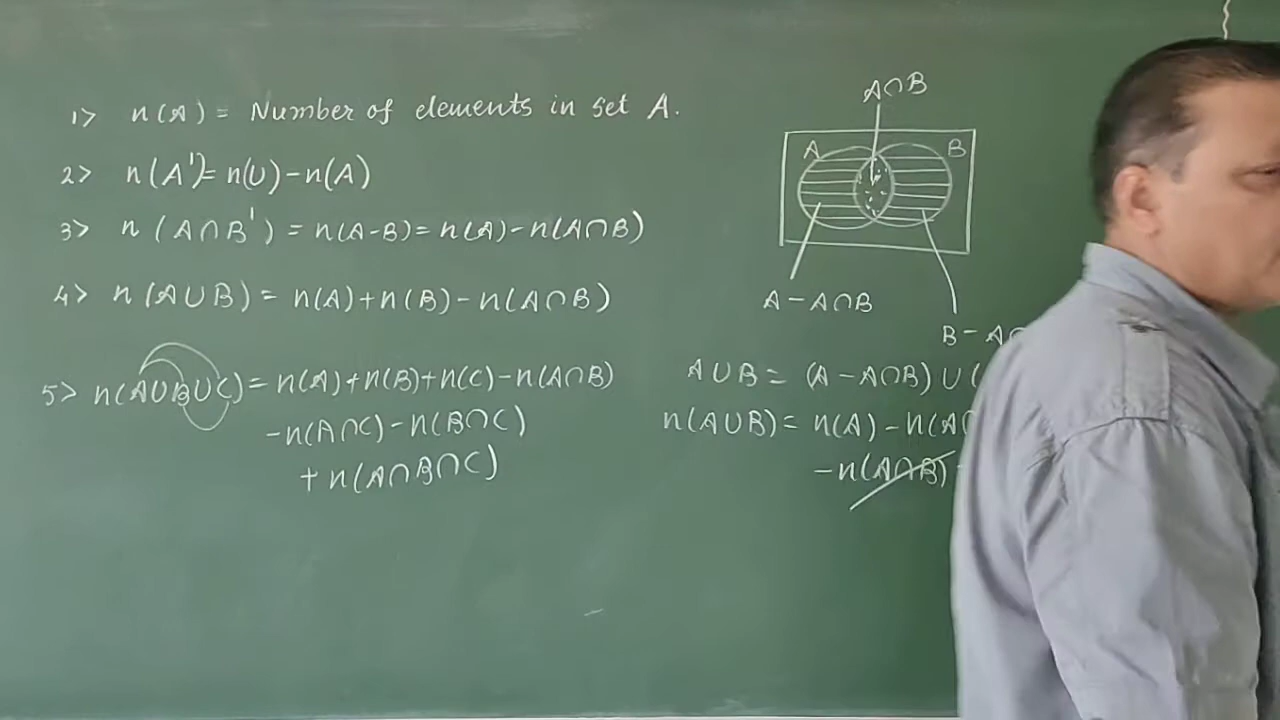 1> n(A) = Number of elements in set A.
2> n(A') = n(U) - n(A)
3> n (A∩B') = n(A-B) = n(A) - n(A∩B)
4> n (A∪B) = n(A) + n(B) - n(A∩B)
5> n(A∪B∪C) = n(A) + n(B) + n(C) - n(A∩B)
- n(A∩C) - n(B∩C)
+ n(A∩B∩C)
A∩B
A B
A - A∩B
B - A∩
A∪B = (A - A∩B) ∪ (
n(A∪B) = n(A) - n(A∩
- n(A∩B)